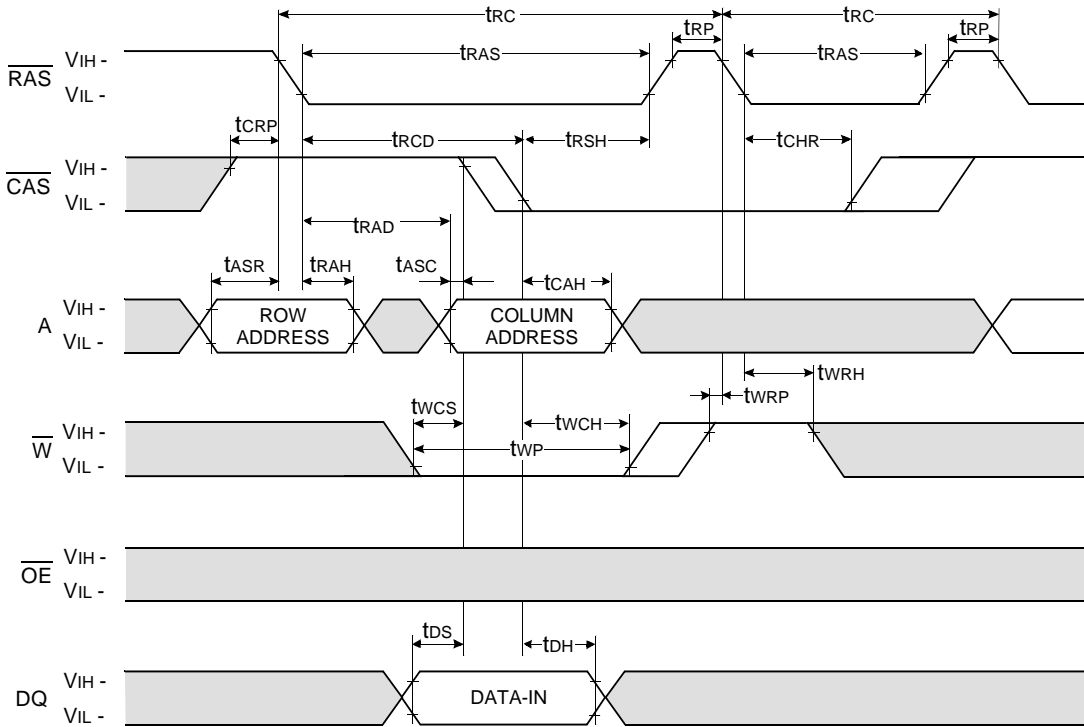 tRC tRC
tRP tRP
tRAS tRAS
RAS VIH -
VIL -
tCRP tRCD tRSH tCHR
CAS VIH -
VIL -
tRAD
tASR tRAH tASC tCAH
A VIH -
VIL -
ROW
ADDRESS
COLUMN
ADDRESS
tWRH
tWRP
tWCS tWCH
tWP
W VIH -
VIL -
OE VIH -
VIL -
tDS tDH
DQ VIH -
VIL -
DATA-IN